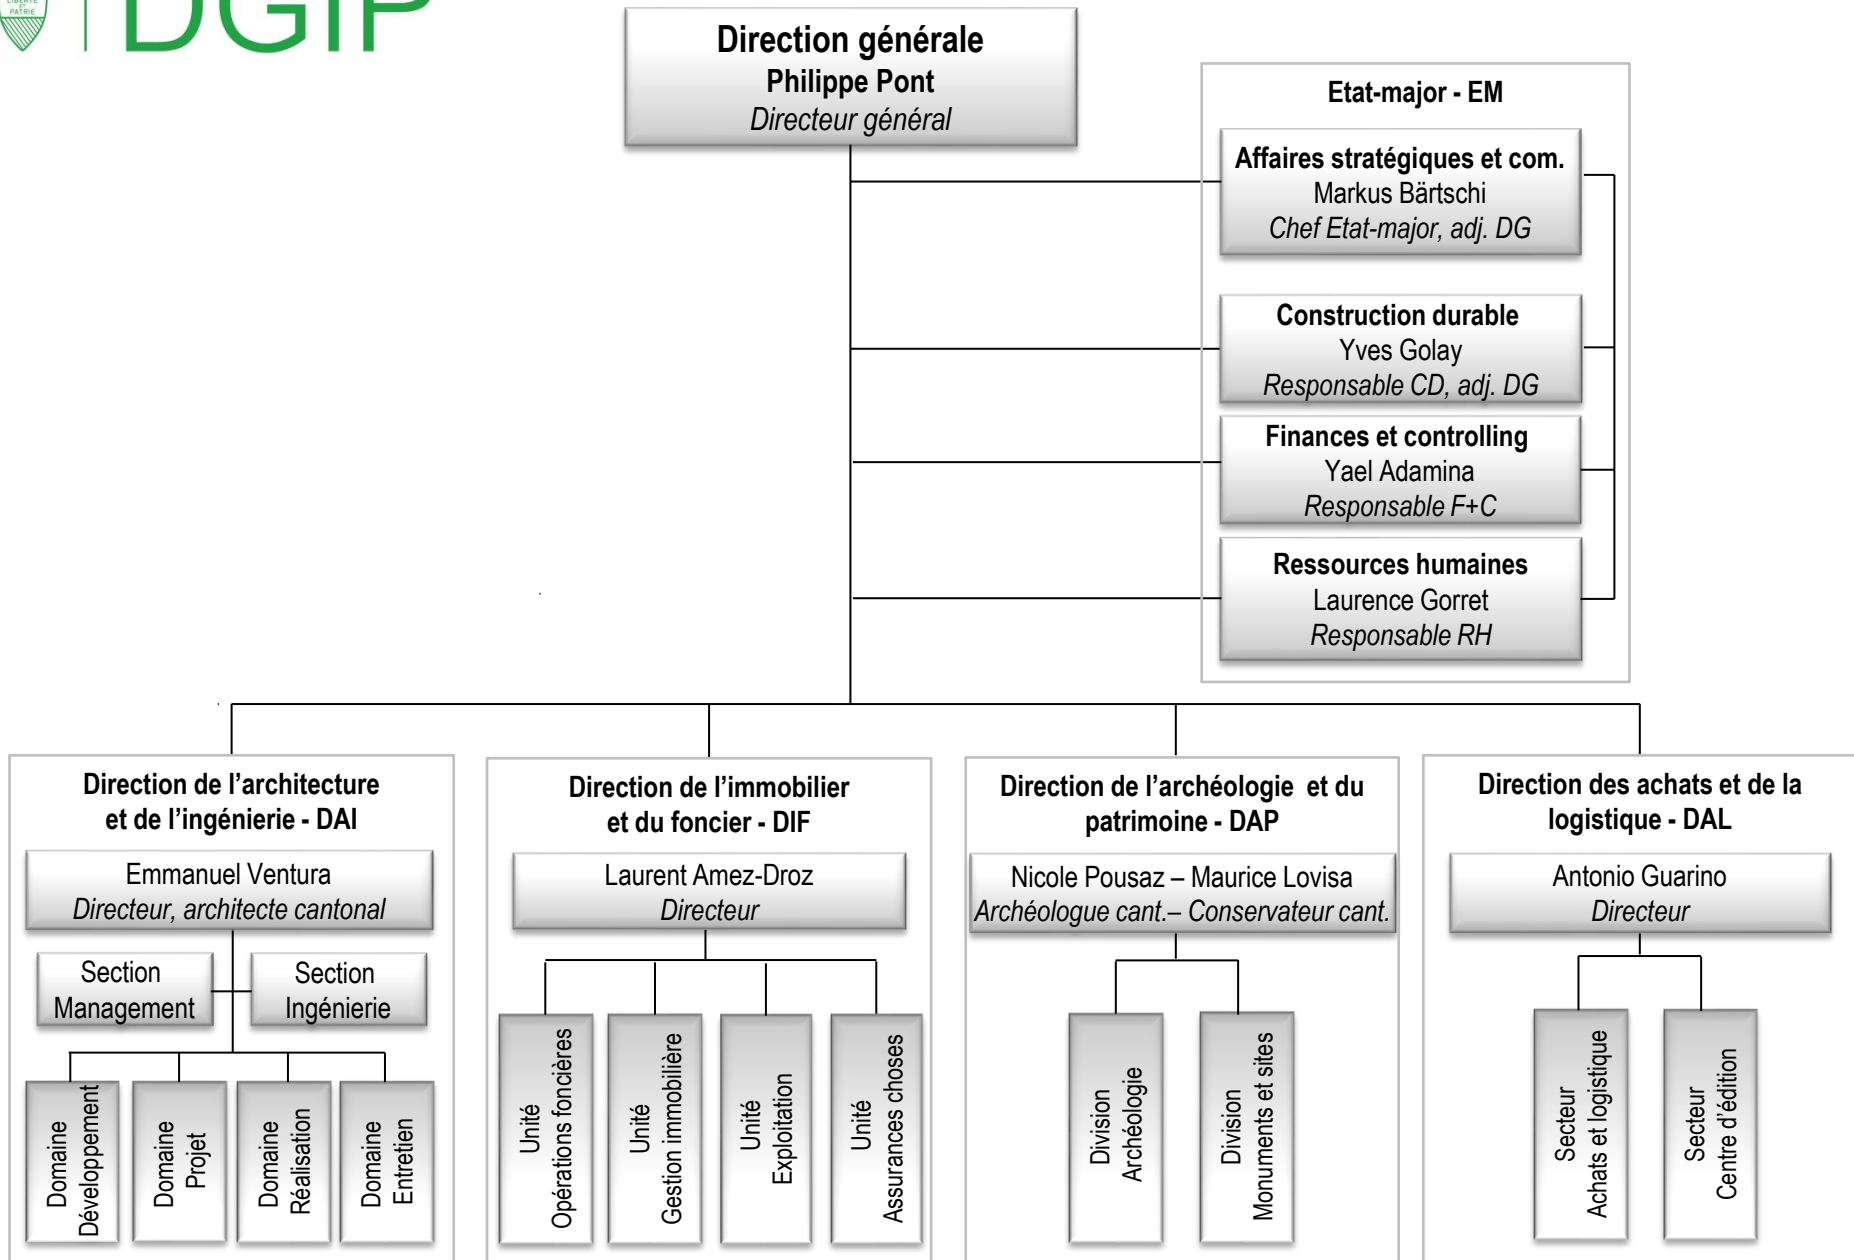 LIBERTÉ
ET
PATRIE
DGIP
Direction générale
Philippe Pont
Directeur général
Etat-major - EM
Affaires stratégiques et com.
Markus Bärtschi
Chef Etat-major, adj. DG
Construction durable
Yves Golay
Responsable CD, adj. DG
Finances et controlling
Yael Adamina
Responsable F+C
Ressources humaines
Laurence Gorret
Responsable RH
Direction de l’architecture
et de l’ingénierie - DAI
Emmanuel Ventura
Directeur, architecte cantonal
Section
Management
Section
Ingénierie
Domaine
Développement
Domaine
Projet
Domaine
Réalisation
Domaine
Entretien
Direction de l’immobilier
et du foncier - DIF
Laurent Amez-Droz
Directeur
Unité
Opérations foncières
Unité
Gestion immobilière
Unité
Exploitation
Unité
Assurances choses
Direction de l’archéologie et du
patrimoine - DAP
Nicole Pousaz – Maurice Lovisa
Archéologue cant.– Conservateur cant.
Division
Archéologie
Division
Monuments et sites
Direction des achats et de la
logistique - DAL
Antonio Guarino
Directeur
Secteur
Achats et logistique
Secteur
Centre d’édition